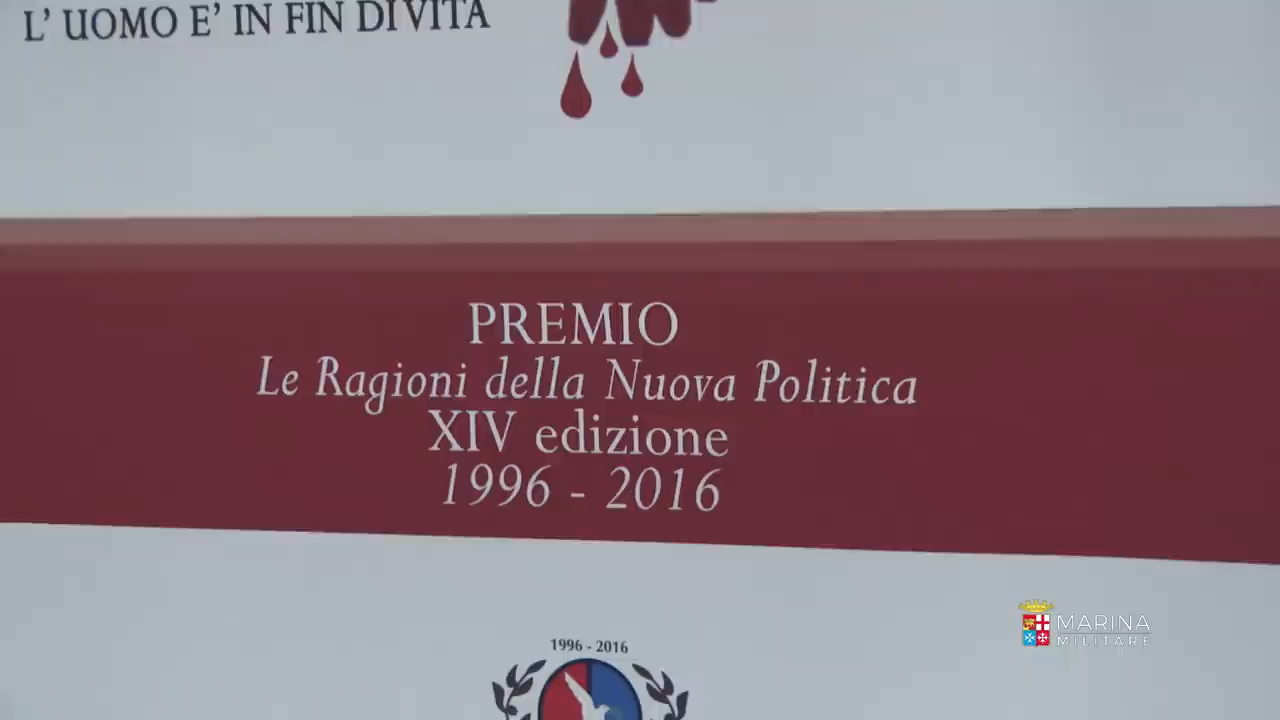 L' UOMO E' IN FIN DI VITA
PREMIO
Le Ragioni della Nuova Politica
XIV edizione
1996 - 2016
1996 - 2016
MARINA
MILITARE